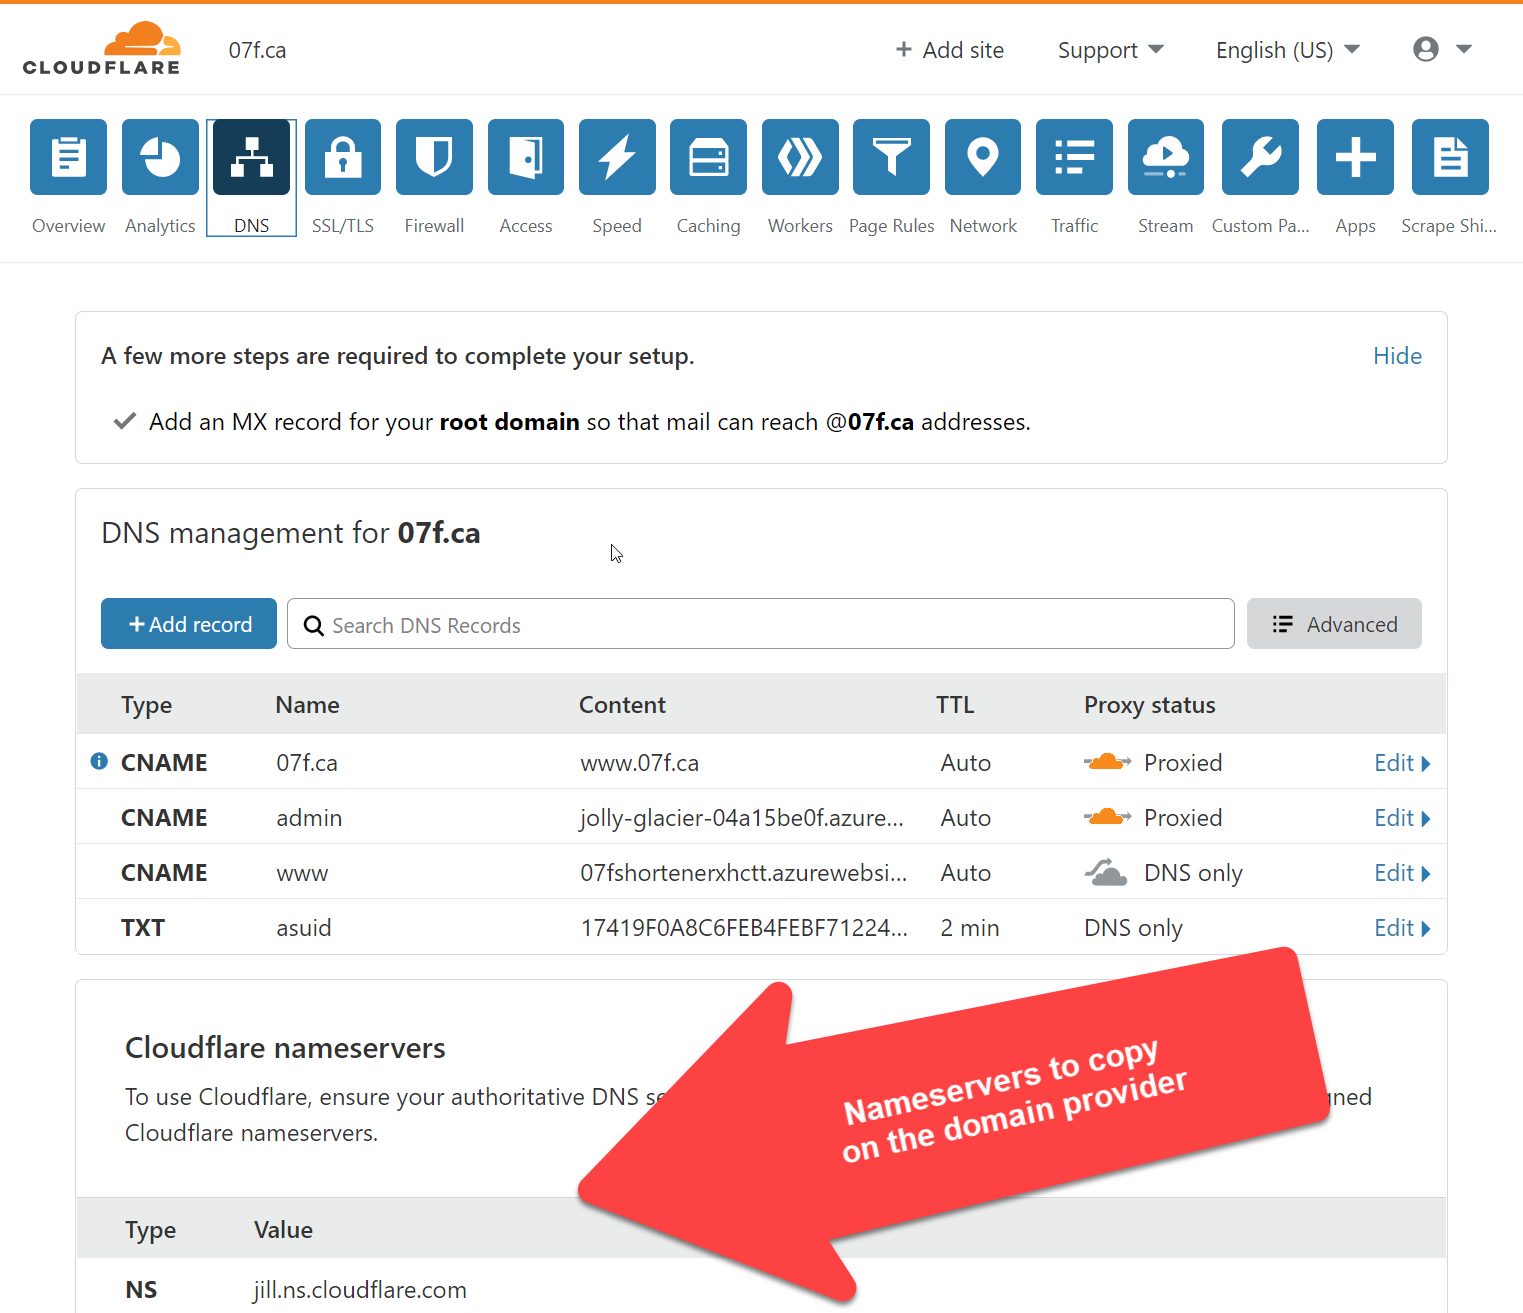 CLOUDFLARE
07f.ca
+ Add site
Support
English (US)
Overview
Analytics
DNS
SSL/TLS
Firewall
Access
Speed
Caching
Workers
Page Rules
Network
Traffic
Stream
Custom Pa...
Apps
Scrape Shi...
A few more steps are required to complete your setup.
Hide
Add an MX record for your root domain so that mail can reach @07f.ca addresses.
DNS management for 07f.ca
+ Add record
Search DNS Records
Advanced
Type Name Content TTL Proxy status
CNAME 07f.ca www.07f.ca Auto Proxied Edit
CNAME admin jolly-glacier-04a15be0f.azure... Auto Proxied Edit
CNAME www 07fshortenerxhctt.azurewebsi... Auto DNS only Edit
TXT asuid 17419F0A8C6FEB4FEBF71224... 2 min DNS only Edit
Cloudflare nameservers
To use Cloudflare, ensure your authoritative DNS
Cloudflare nameservers.
Nameservers to copy
on the domain provider
Type Value
NS jill.ns.cloudflare.com